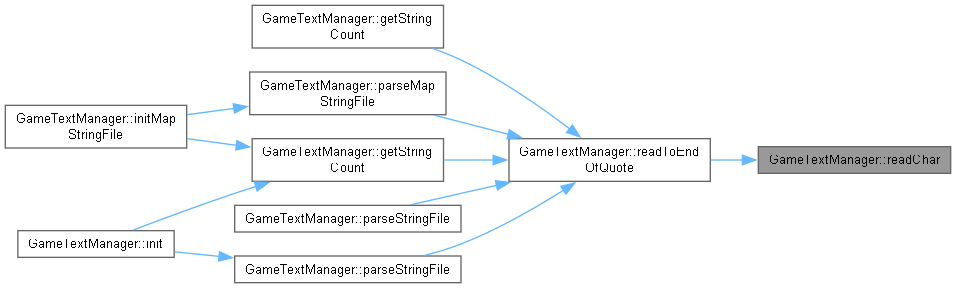 GameTextManager::getString
Count
GameTextManager::parseMap
StringFile
GameTextManager::initMap
StringFile
GameTextManager::getString
Count
GameTextManager::readToEnd
OfQuote
GameTextManager::readChar
GameTextManager::parseStringFile
GameTextManager::init
GameTextManager::parseStringFile